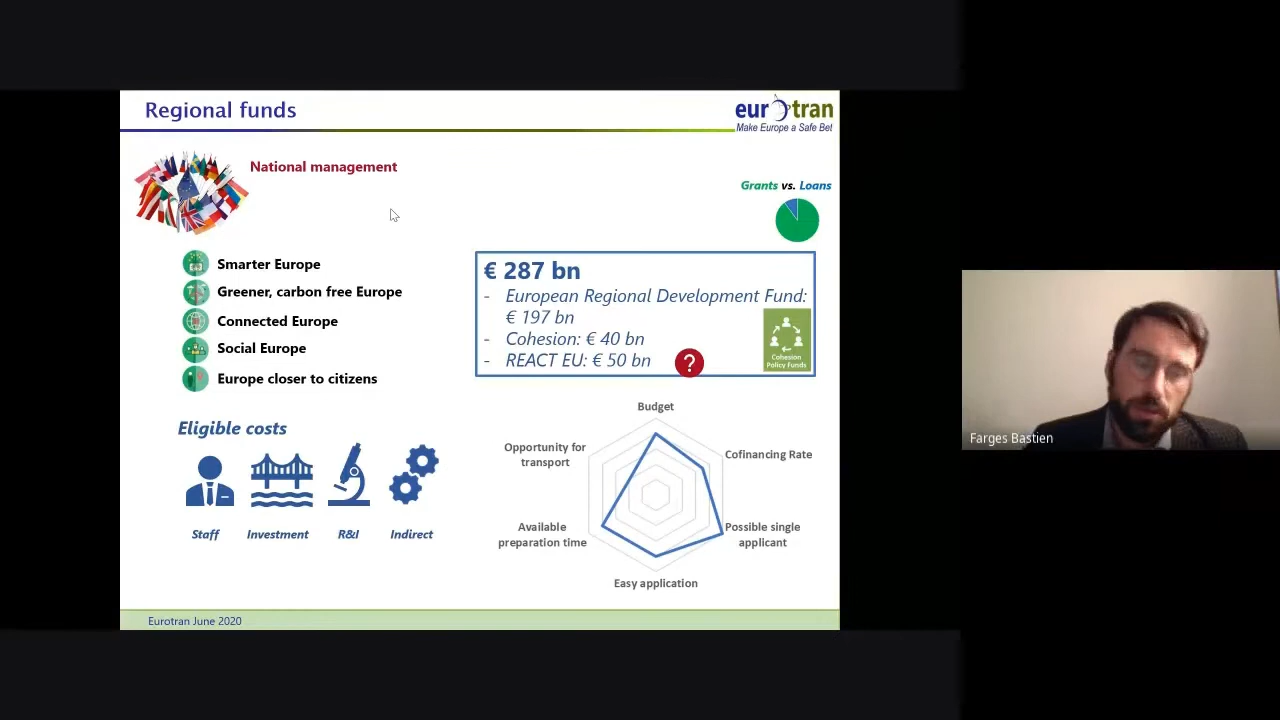 Regional funds
eurotran
Make Europe a Safe Bet
National management
Grants vs. Loans
Smarter Europe
Greener, carbon free Europe
Connected Europe
Social Europe
Europe closer to citizens
€ 287 bn
- European Regional Development Fund:
€ 197 bn
- Cohesion: € 40 bn
- REACT EU: € 50 bn
?
Cohesion
Policy Funds
Eligible costs
Staff
Investment
R&I
Indirect
Budget
Cofinancing Rate
Possible single
applicant
Easy application
Available
preparation time
Opportunity for
transport
Eurotran June 2020
Farges Bastien